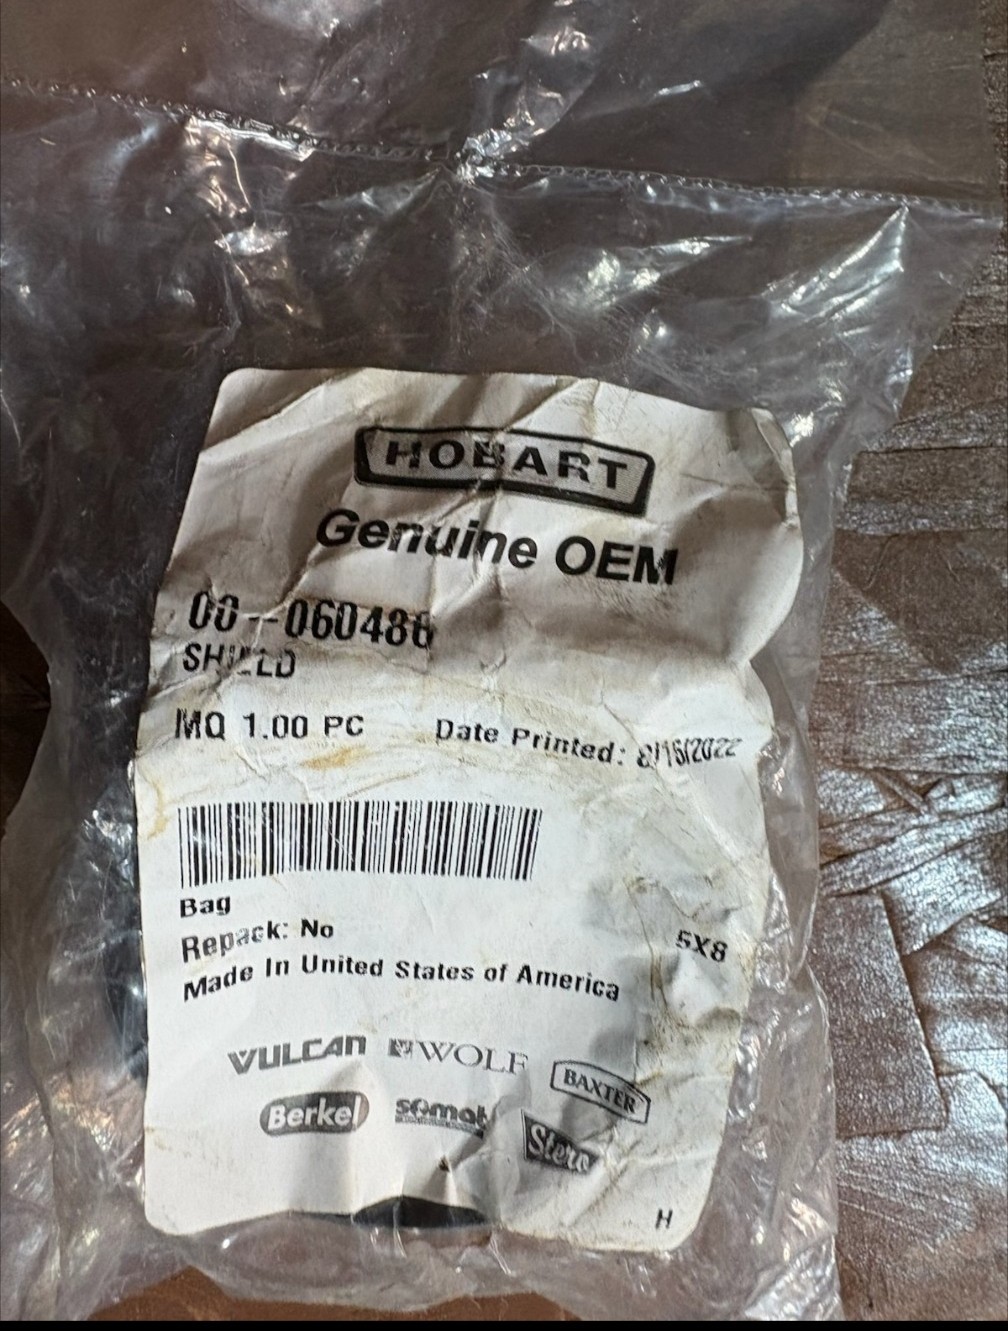 HOBART
Genuine OEM
00-060486
SHIELD
MQ 1.00 PC Date Printed: 8/16/2022
Bag
Repack: No 5X8
Made In United States of America
VULCAN WOLF BAXTER
Berkel somat Stero
H